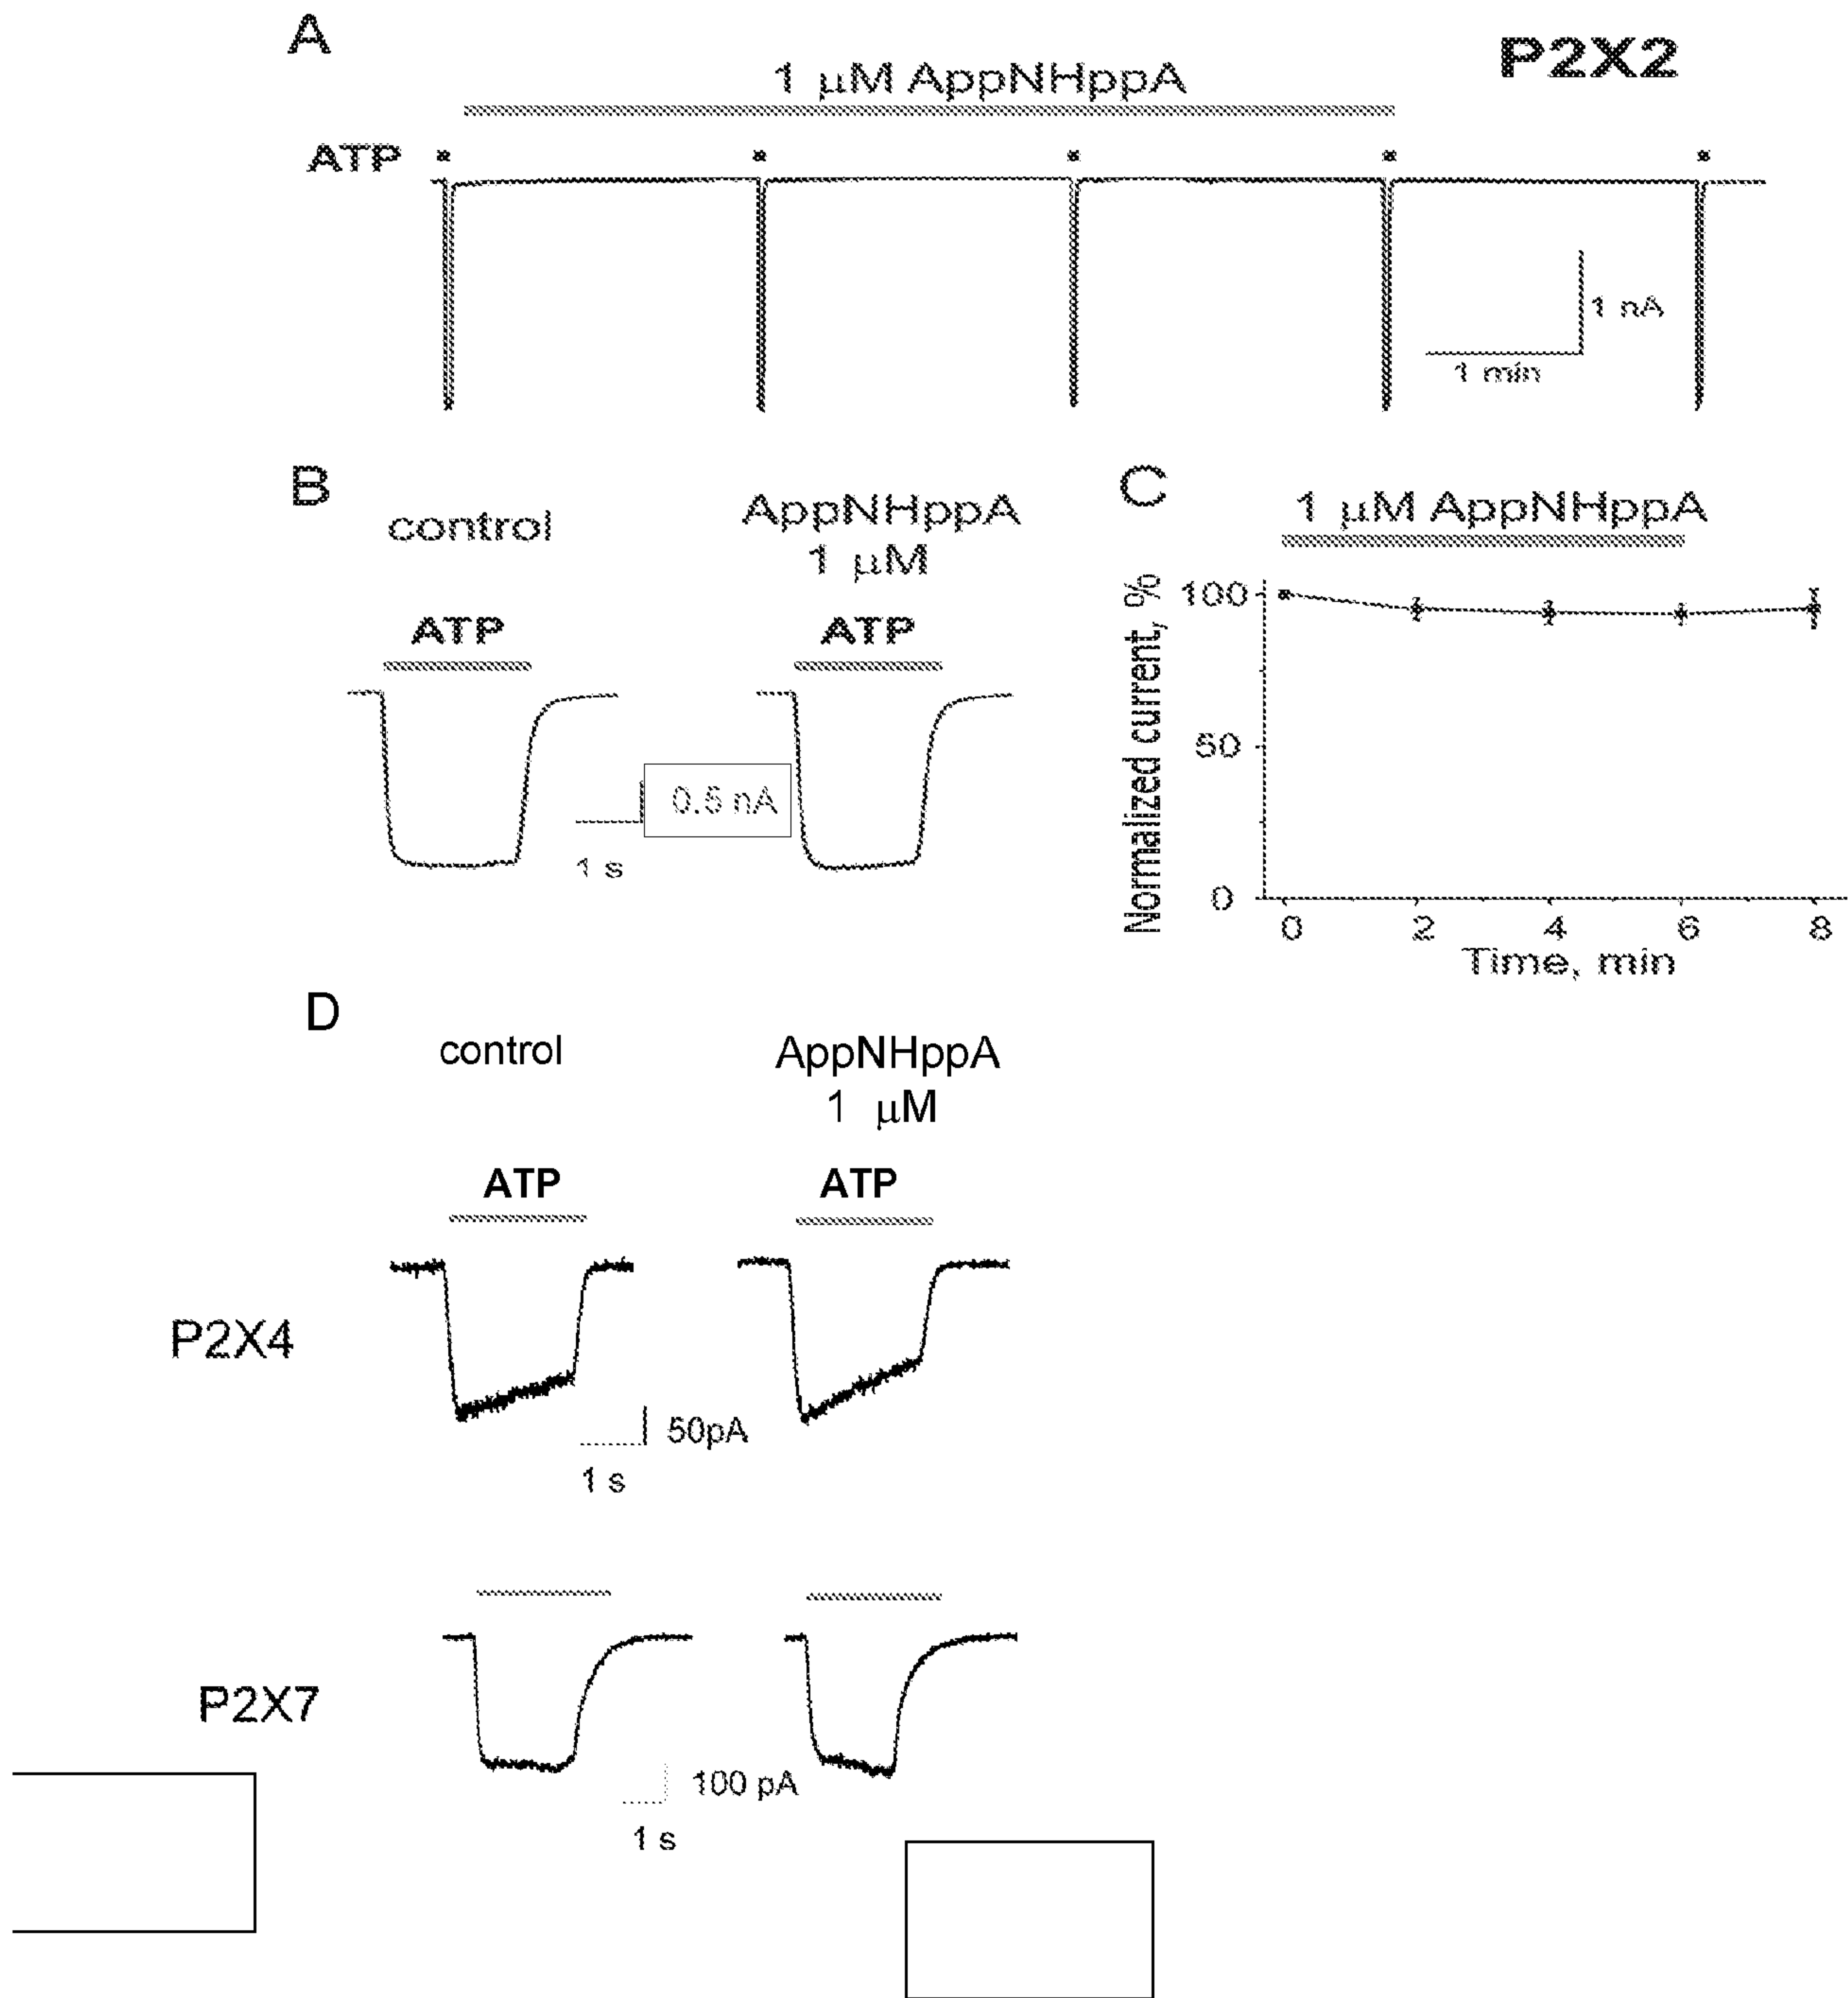 A
P2X2
1 μM AppNHppA
ATP
1 nA
1 min
B
control
AppNHppA
1 μM
ATP
ATP
0.5 nA
1 s
C
1 μM AppNHppA
Normalized current, %
100
50
0
0 2 4 6 8
Time, min
D
control
AppNHppA
1 μM
ATP
ATP
P2X4
50pA
1 s
P2X7
100 pA
1 s